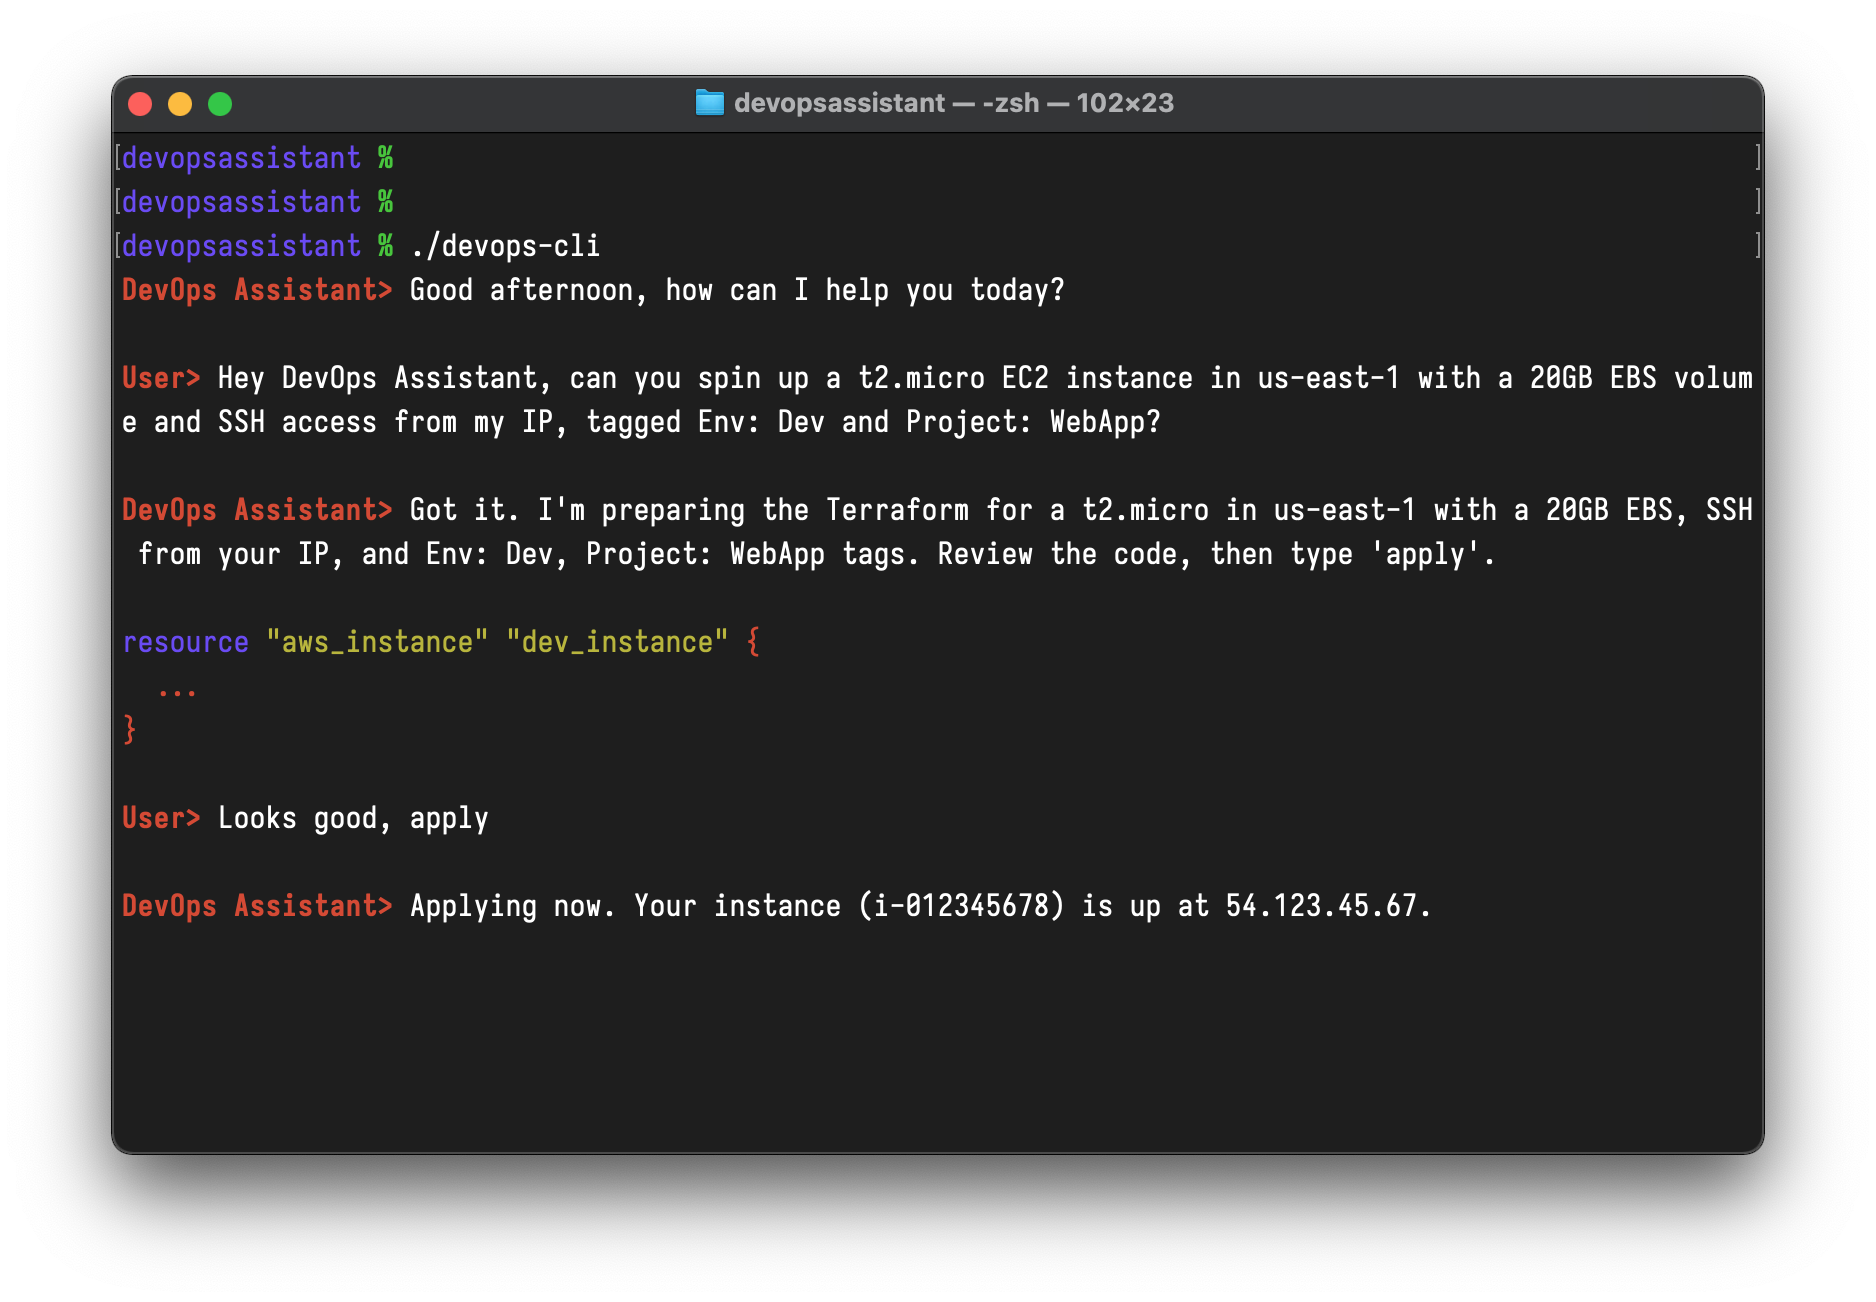 devopsassistant — -zsh — 102×23
[devopsassistant % ]
[devopsassistant % ]
[devopsassistant % ./devops-cli ]
DevOps Assistant> Good afternoon, how can I help you today?
User> Hey DevOps Assistant, can you spin up a t2.micro EC2 instance in us-east-1 with a 20GB EBS volum
e and SSH access from my IP, tagged Env: Dev and Project: WebApp?
DevOps Assistant> Got it. I'm preparing the Terraform for a t2.micro in us-east-1 with a 20GB EBS, SSH
 from your IP, and Env: Dev, Project: WebApp tags. Review the code, then type 'apply'.
resource "aws_instance" "dev_instance" {
  ...
}
User> Looks good, apply
DevOps Assistant> Applying now. Your instance (i-012345678) is up at 54.123.45.67.